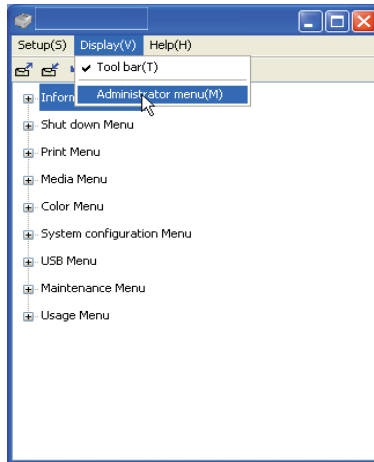 Setup(S) Display(V) Help(H)
Tool bar(T)
Administrator menu(M)
Inforn
Shut down Menu
Print Menu
Media Menu
Color Menu
System configuration Menu
USB Menu
Maintenance Menu
Usage Menu